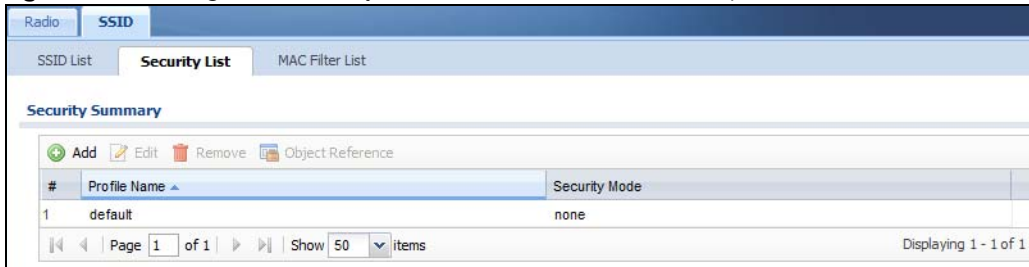 Radio SSID
SSID List Security List MAC Filter List
Security Summary
Add Edit Remove Object Reference
# Profile Name Security Mode
1 default none
Page 1 of 1 Show 50 items Displaying 1 - 1 of 1